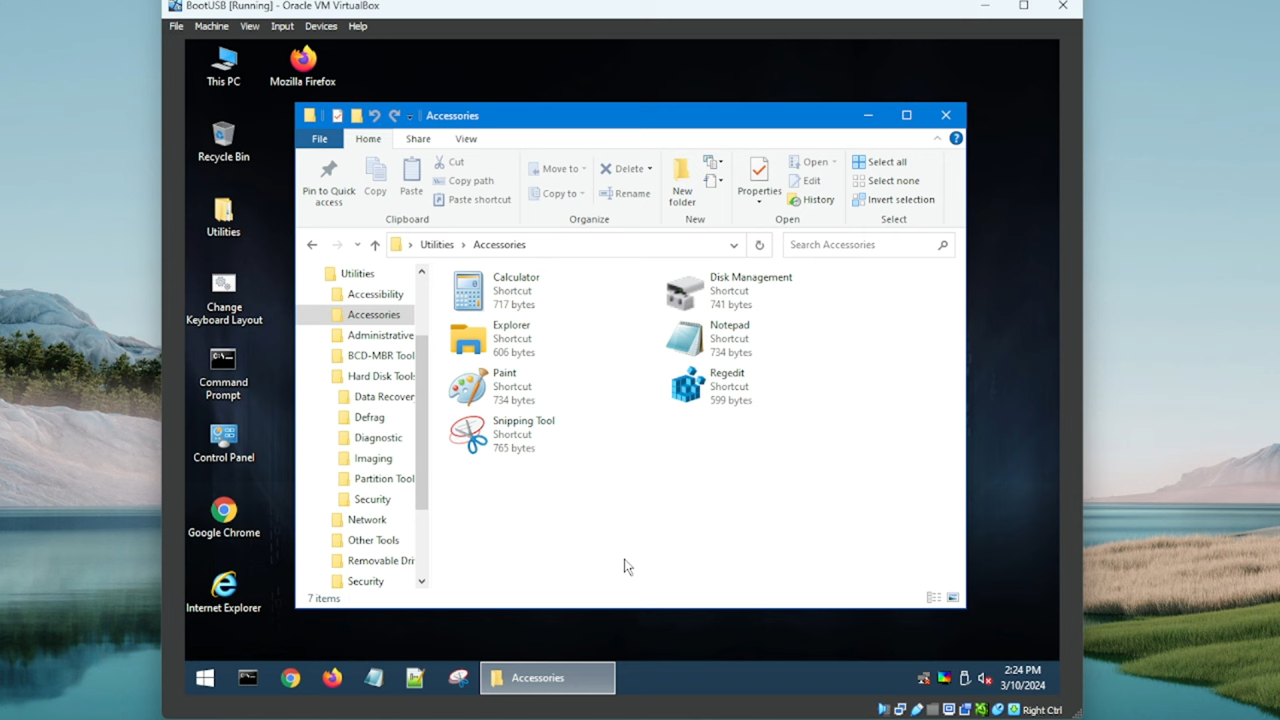 BootUSB [Running] - Oracle VM VirtualBox
File Machine View Input Devices Help
This PC
Mozilla Firefox
Recycle Bin
Utilities
Change
Keyboard Layout
Command
Prompt
Control Panel
Google Chrome
Internet Explorer
Accessories
File Home Share View
Pin to Quick
access
Copy
Paste
Cut
Copy path
Paste shortcut
Clipboard
Move to
Copy to
Delete
Rename
Organize
New
folder
New
Properties
Open
Edit
History
Open
Select all
Select none
Invert selection
Select
Utilities > Accessories
Search Accessories
Utilities
Accessibility
Accessories
Administrative
BCD-MBR Tool
Hard Disk Tools
Data Recover
Defrag
Diagnostic
Imaging
Partition Tool
Security
Network
Other Tools
Removable Dri
Security
Calculator
Shortcut
717 bytes
Disk Management
Shortcut
741 bytes
Explorer
Shortcut
606 bytes
Notepad
Shortcut
734 bytes
Paint
Shortcut
734 bytes
Regedit
Shortcut
599 bytes
Snipping Tool
Shortcut
765 bytes
7 items
Accessories
2:24 PM
3/10/2024
Right Ctrl